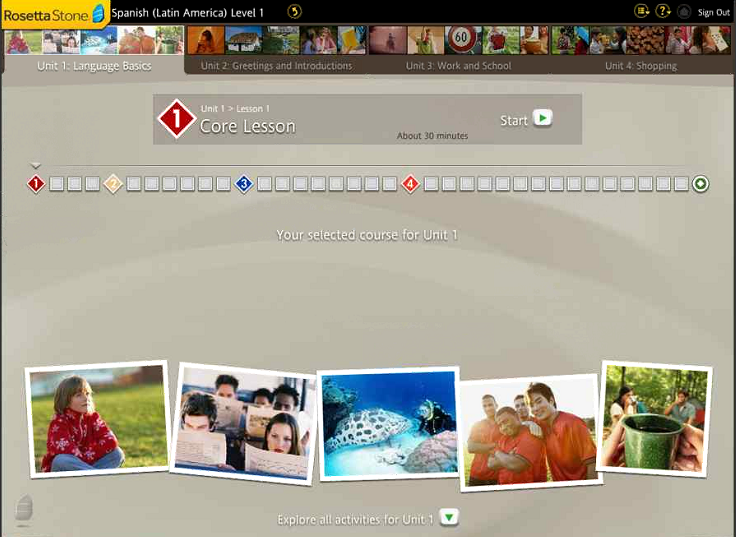 RosettaStone
Spanish (Latin America) Level 1
5
?
Sign Out
60
Unit 1: Language Basics
Unit 2: Greetings and Introductions
Unit 3: Work and School
Unit 4: Shopping
1
Unit 1 > Lesson 1
Core Lesson
About 30 minutes
Start
1
2
3
4
Your selected course for Unit 1
Explore all activities for Unit 1